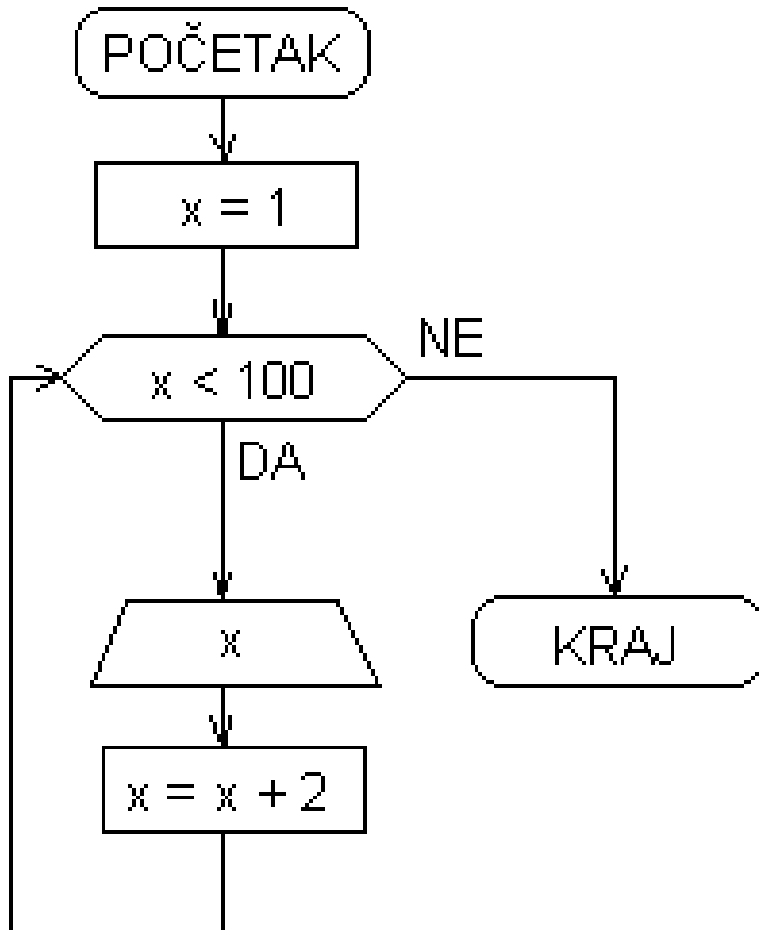 POČETAK
x = 1
x < 100
NE
DA
x
KRAJ
x = x + 2